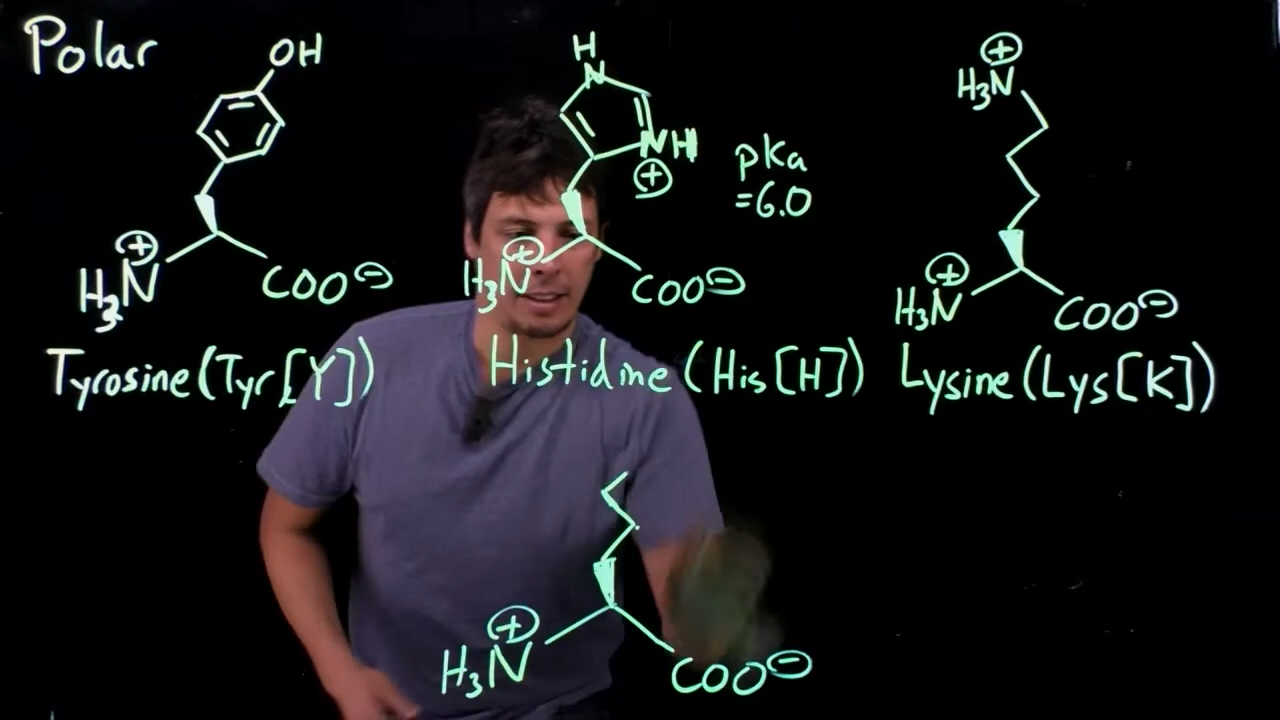 Polar
OH
H₃N⊕
COO⊖
Tyrosine (Tyr[Y])
H
N
NH
⊕
pKa
=6.0
H₃N⊕
COO⊖
Histidine (His[H])
H₃N⊕
H₃N⊕
COO⊖
Lysine (Lys[K])
H₃N⊕
COO⊖